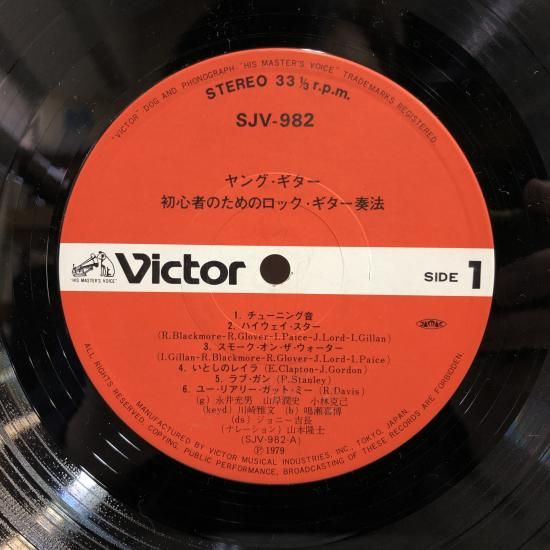 "VICTOR"-DOG AND PHONOGRAPH "HIS MASTER'S VOICE" TRADEMARKS REGISTERED
STEREO 33⅓ r.p.m.
SJV-982
ヤング・ギター
初心者のためのロック・ギター奏法
"HIS MASTER'S VOICE"
Victor
SIDE 1
1. チューニング音
2. ハイウェイ・スター
(R.Blackmore-R.Glover-I.Paice-J.Lord-I.Gillan)
3. スモーク・オン・ザ・ウォーター
(I.Gillan-R.Blackmore-R.Glover-J.Lord-I.Paice)
4. いとしのレイラ (E.Clapton-J.Gordon)
5. ラブ・ガン (P.Stanley)
6. ユー・リアリー・ガット・ミー (R.Davis)
(g) 永井充男 山岸潤史 小林克己
(keyd) 川崎雅文 (b) 鳴瀬喜博
(ds) ジョニー吉長
(ナレーション) 山本隆士
(SJV-982-A)
Ⓟ 1979
ALL RIGHTS RESERVED. COPYING, PUBLIC PERFORMANCE, BROADCASTING OF THESE RECORDS ARE FORBIDDEN.
MANUFACTURED BY VICTOR MUSICAL INDUSTRIES, INC. TOKYO, JAPAN.